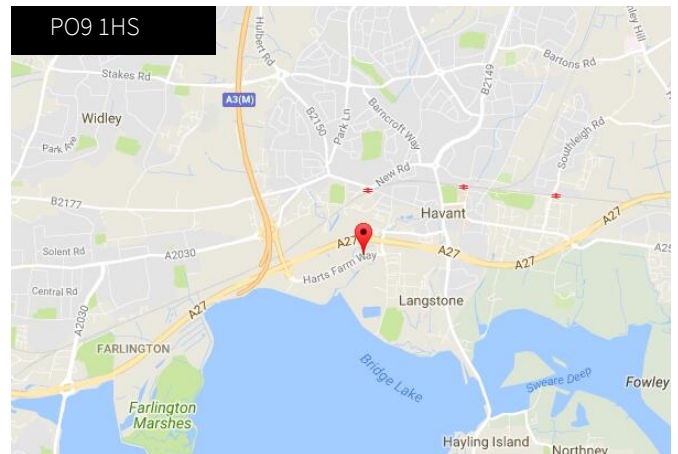 PO9 1HS
Hulbert Rd
Stakes Rd
Bartons Rd
B2149
A3(M)
Widley
B2150
Park Ln
Barncroft Way
Southleigh Rd
Park Ave
New Rd
B2177
Havant
A27
A27
A27
Solent Rd
A2030
Harts Farm Way
Central Rd
A27
Langstone
A2030
FARLINGTON
Bridge Lake
Sweare Deep
Fowley
Farlington
Marshes
Hayling Island
Northney